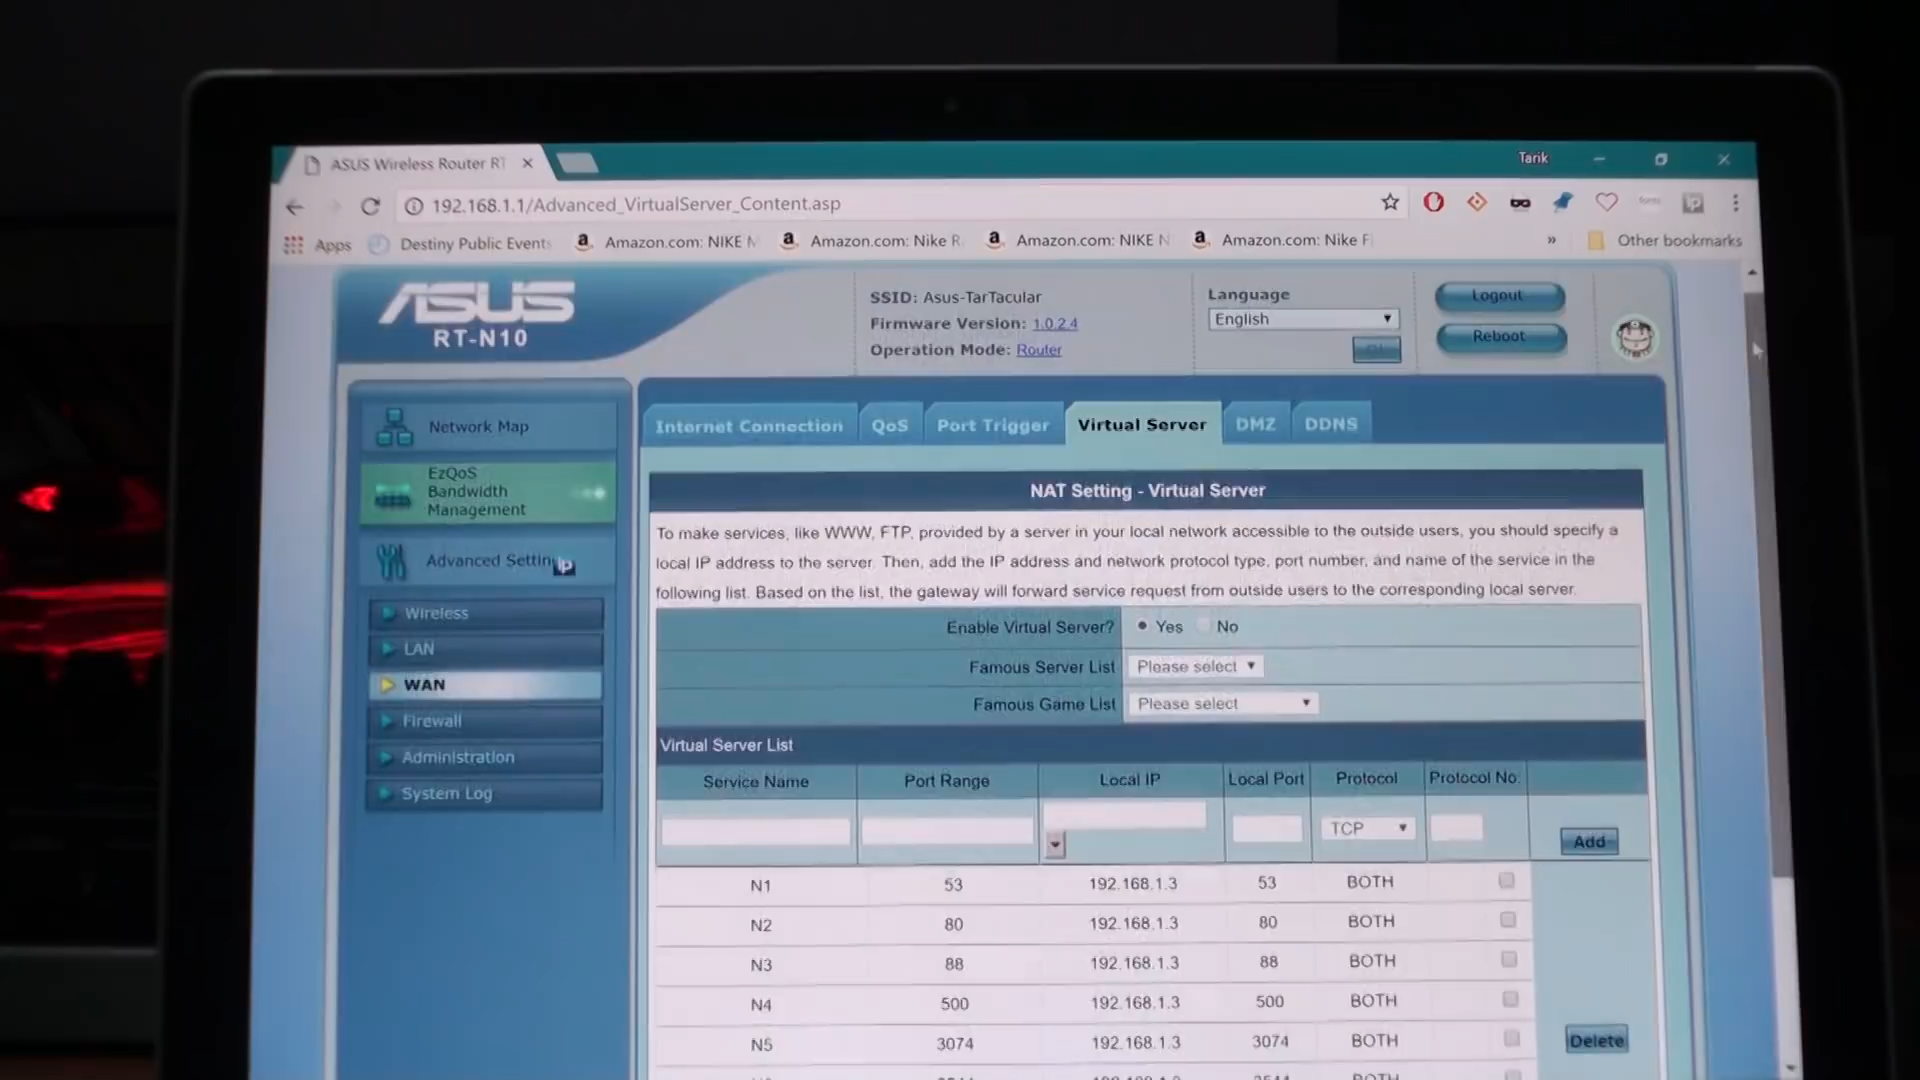 ASUS Wireless Router RT
Tarik
192.168.1.1/Advanced_VirtualServer_Content.asp
Apps Destiny Public Events Amazon.com: NIKE M Amazon.com: Nike R Amazon.com: NIKE N Amazon.com: Nike F » Other bookmarks
ASUS
RT-N10
SSID: Asus-TarTacular
Firmware Version: 1.0.2.4
Operation Mode: Router
Language
English
Logout
Reboot
Network Map
EzQoS
Bandwidth
Management
Advanced Settin
Wireless
LAN
WAN
Firewall
Administration
System Log
Internet Connection QoS Port Trigger Virtual Server DMZ DDNS
NAT Setting - Virtual Server
To make services, like WWW, FTP, provided by a server in your local network accessible to the outside users, you should specify a
local IP address to the server. Then, add the IP address and network protocol type, port number, and name of the service in the
following list. Based on the list, the gateway will forward service request from outside users to the corresponding local server.
Enable Virtual Server? Yes No
Famous Server List Please select
Famous Game List Please select
Virtual Server List
Service Name Port Range Local IP Local Port Protocol Protocol No.
TCP Add
N1 53 192.168.1.3 53 BOTH
N2 80 192.168.1.3 80 BOTH
N3 88 192.168.1.3 88 BOTH
N4 500 192.168.1.3 500 BOTH
N5 3074 192.168.1.3 3074 BOTH
Delete